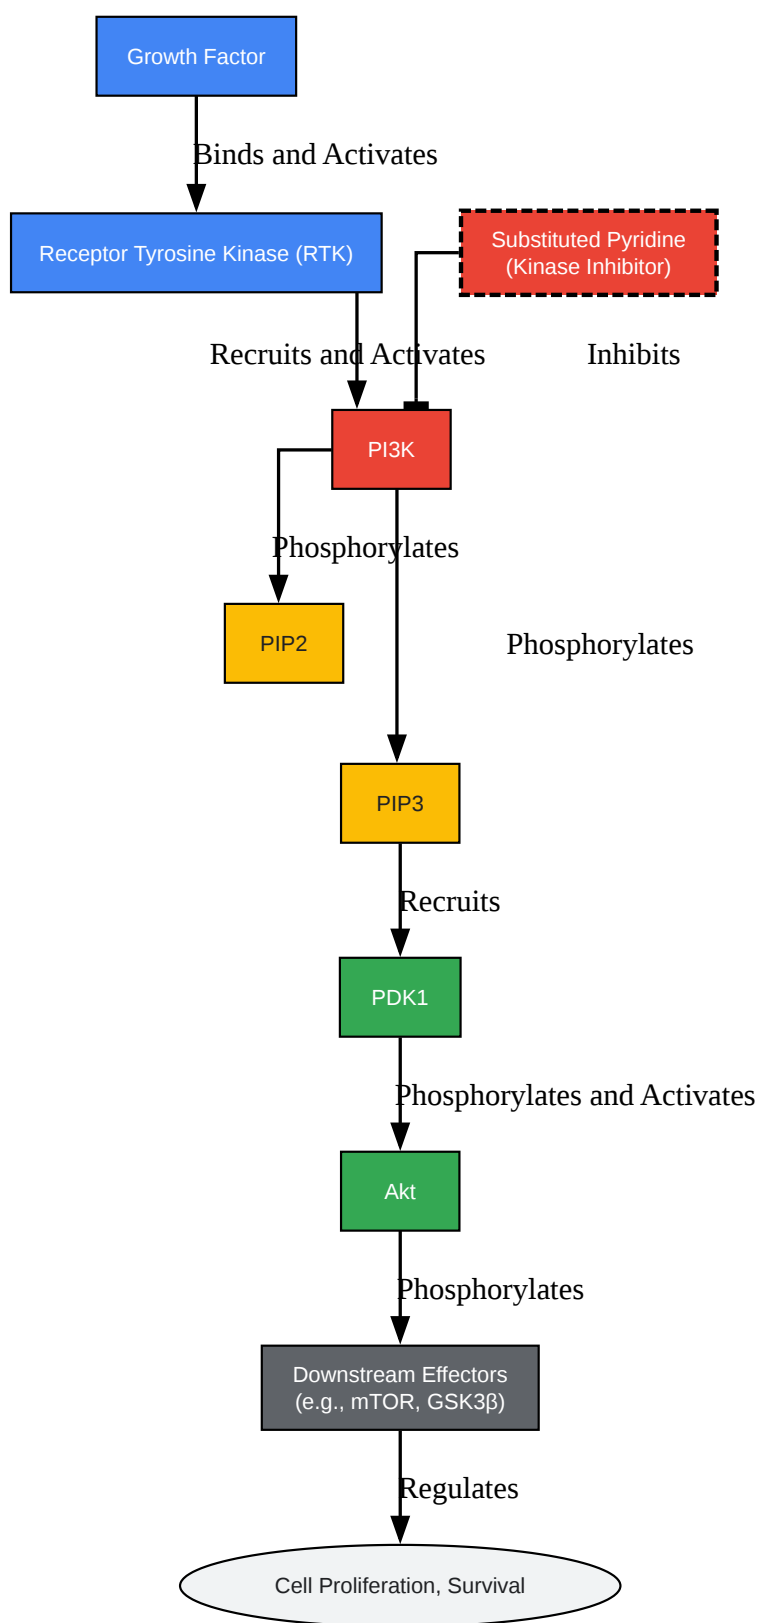 Growth Factor
Binds and Activates
Receptor Tyrosine Kinase (RTK)
Substituted Pyridine
(Kinase Inhibitor)
Recruits and Activates
Inhibits
PI3K
Phosphorylates
PIP2
Phosphorylates
PIP3
Recruits
PDK1
Phosphorylates and Activates
Akt
Phosphorylates
Downstream Effectors
(e.g., mTOR, GSK3β)
Regulates
Cell Proliferation, Survival